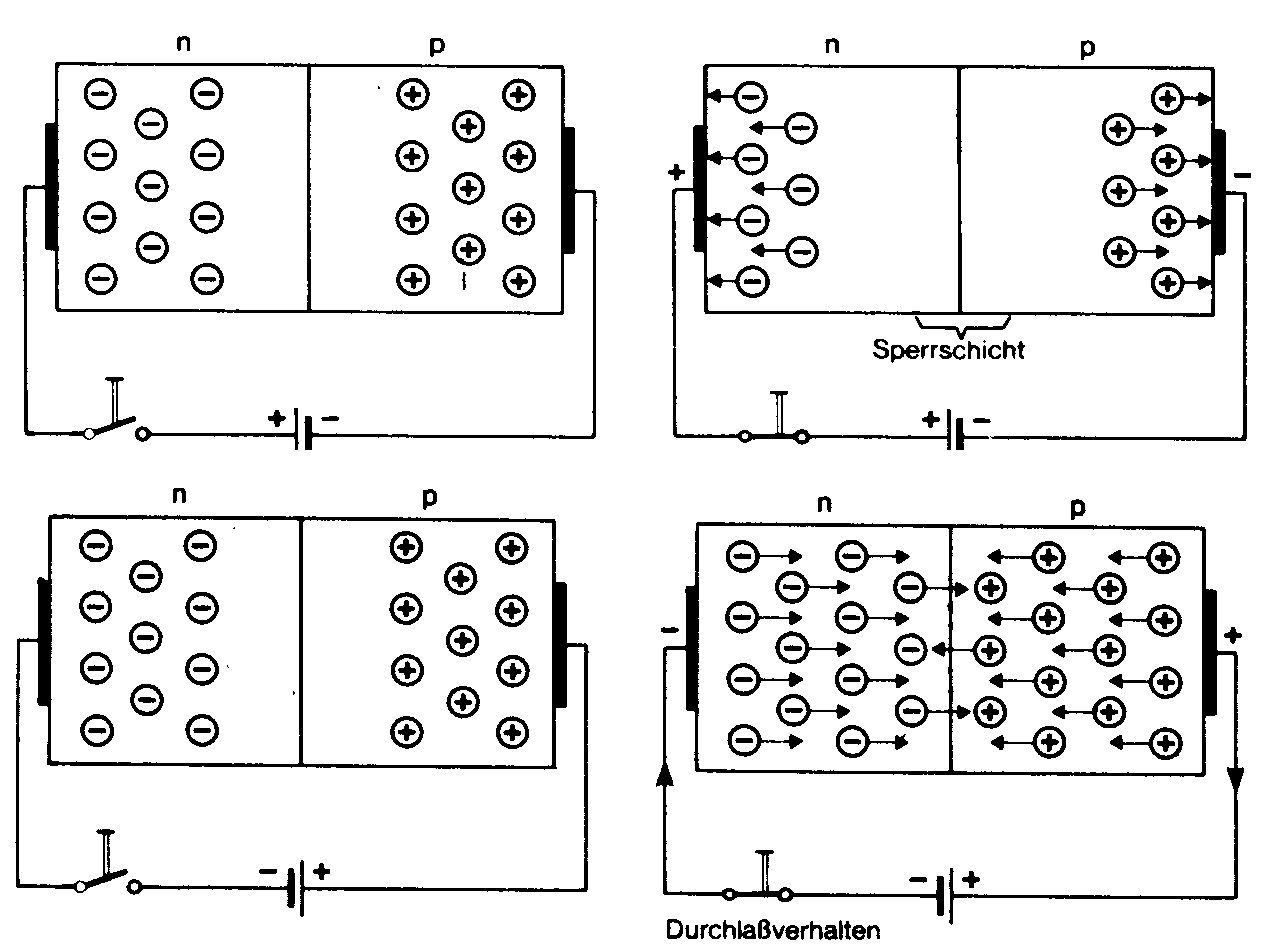 n p
n p
+ -
Sperrschicht
+ -
+ -
n p
n p
- +
- +
- +
Durchlaßverhalten